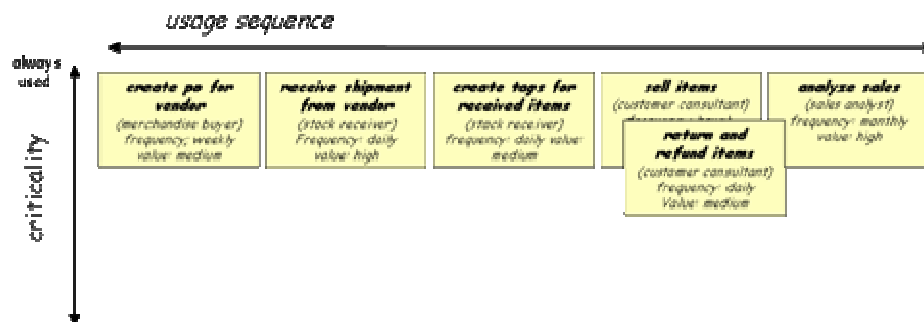 usage sequence
always
used
criticality
create po for
vendor
(merchandise buyer)
frequency: weekly
value: medium
receive shipment
from vendor
(stock receiver)
Frequency: daily
value: high
create tags for
received items
(stock receiver)
frequency: daily value:
medium
sell items
(customer consultant)
return and
refund items
(customer consultant)
frequency: daily
Value: medium
analyze sales
(sales analyst)
frequency: monthly
value: high